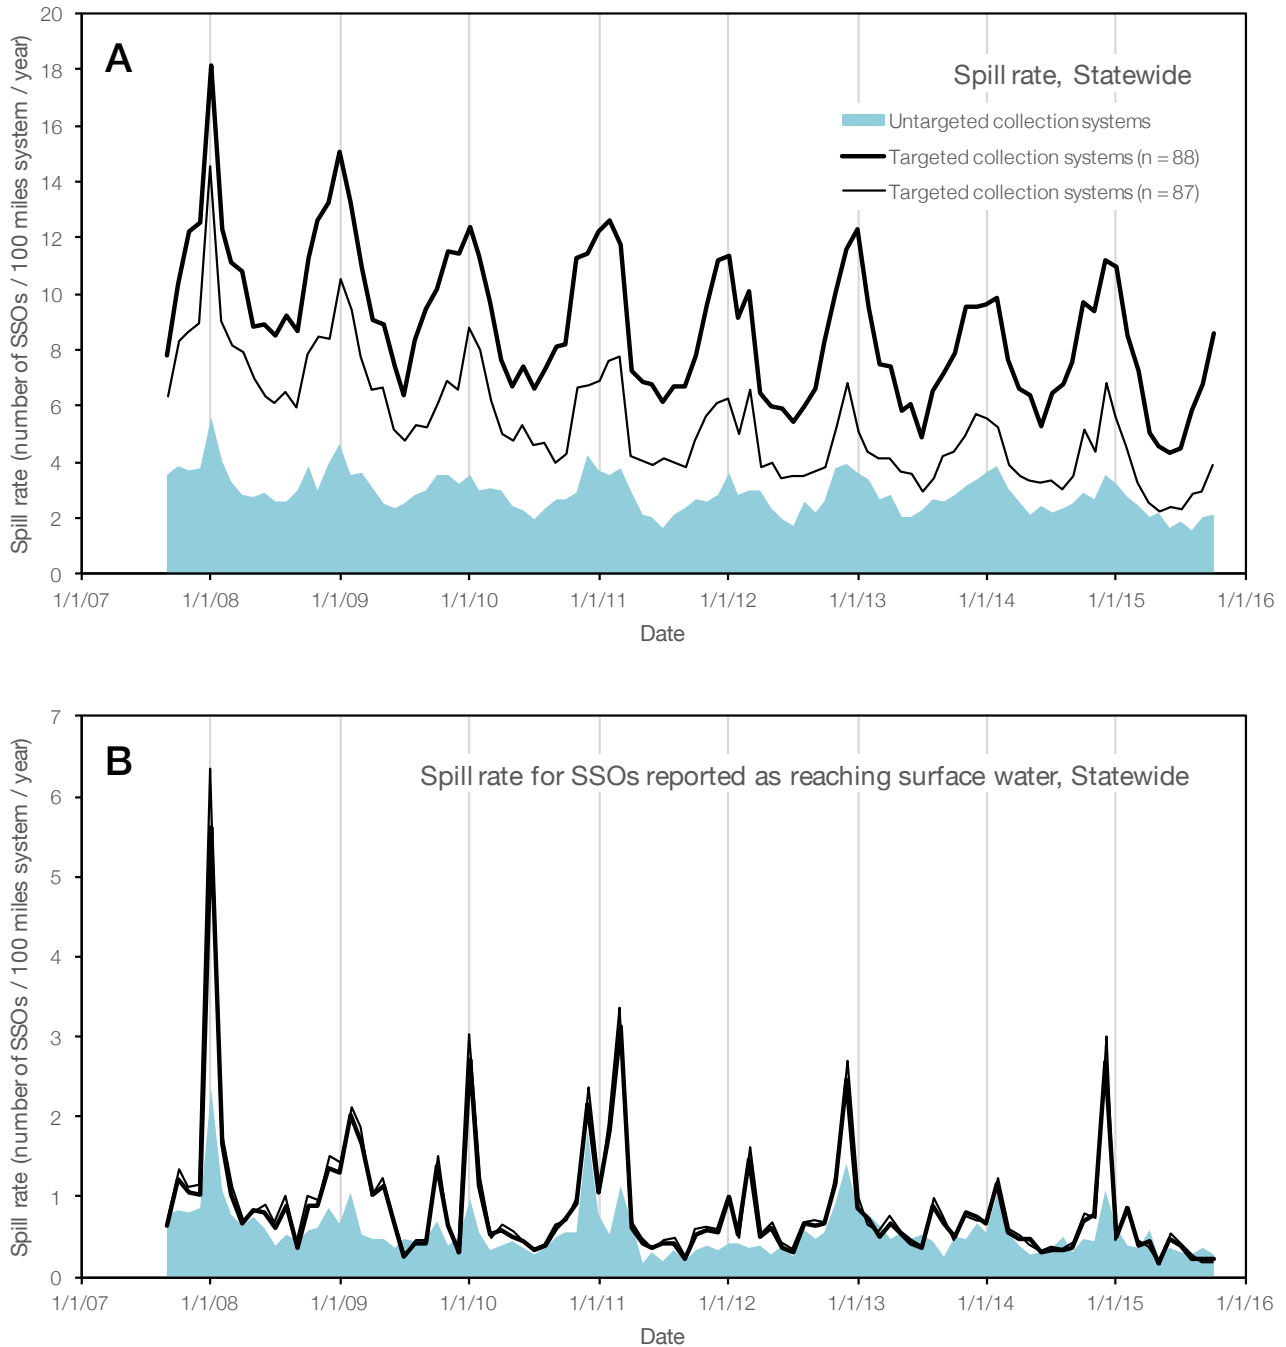 A
Spill rate, Statewide
Untargeted collection systems
Targeted collection systems (n = 88)
Targeted collection systems (n = 87)
Spill rate (number of SSOs / 100 miles system / year)
20
18
16
14
12
10
8
6
4
2
0
1/1/07 1/1/08 1/1/09 1/1/10 1/1/11 1/1/12 1/1/13 1/1/14 1/1/15 1/1/16
Date
B
Spill rate for SSOs reported as reaching surface water, Statewide
Spill rate (number of SSOs / 100 miles system / year)
7
6
5
4
3
2
1
0
1/1/07 1/1/08 1/1/09 1/1/10 1/1/11 1/1/12 1/1/13 1/1/14 1/1/15 1/1/16
Date